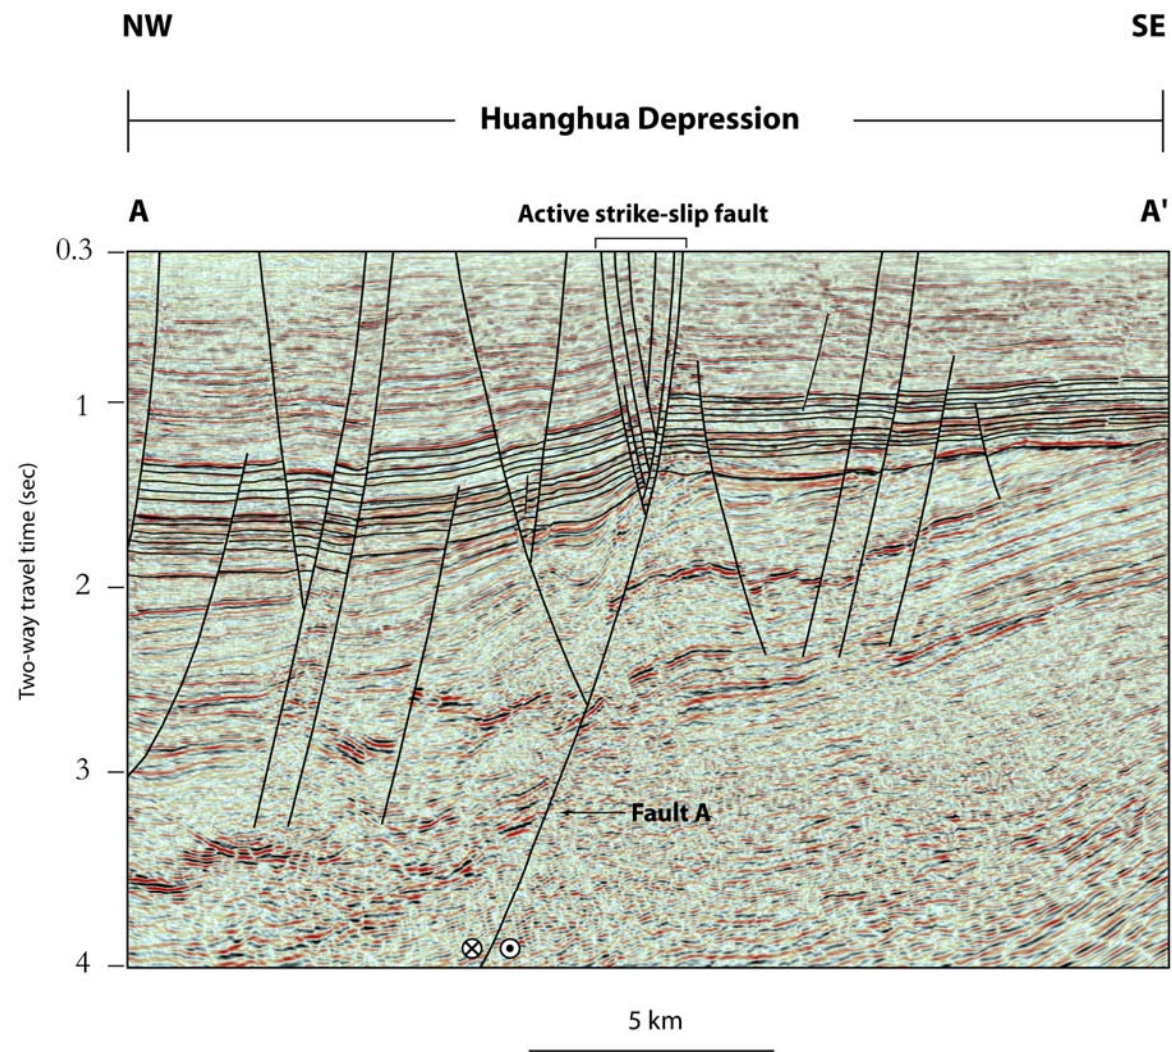 NW SE
Huanghua Depression
A Active strike-slip fault A'
0.3
1
2
3
4
Two-way travel time (sec)
Fault A
5 km